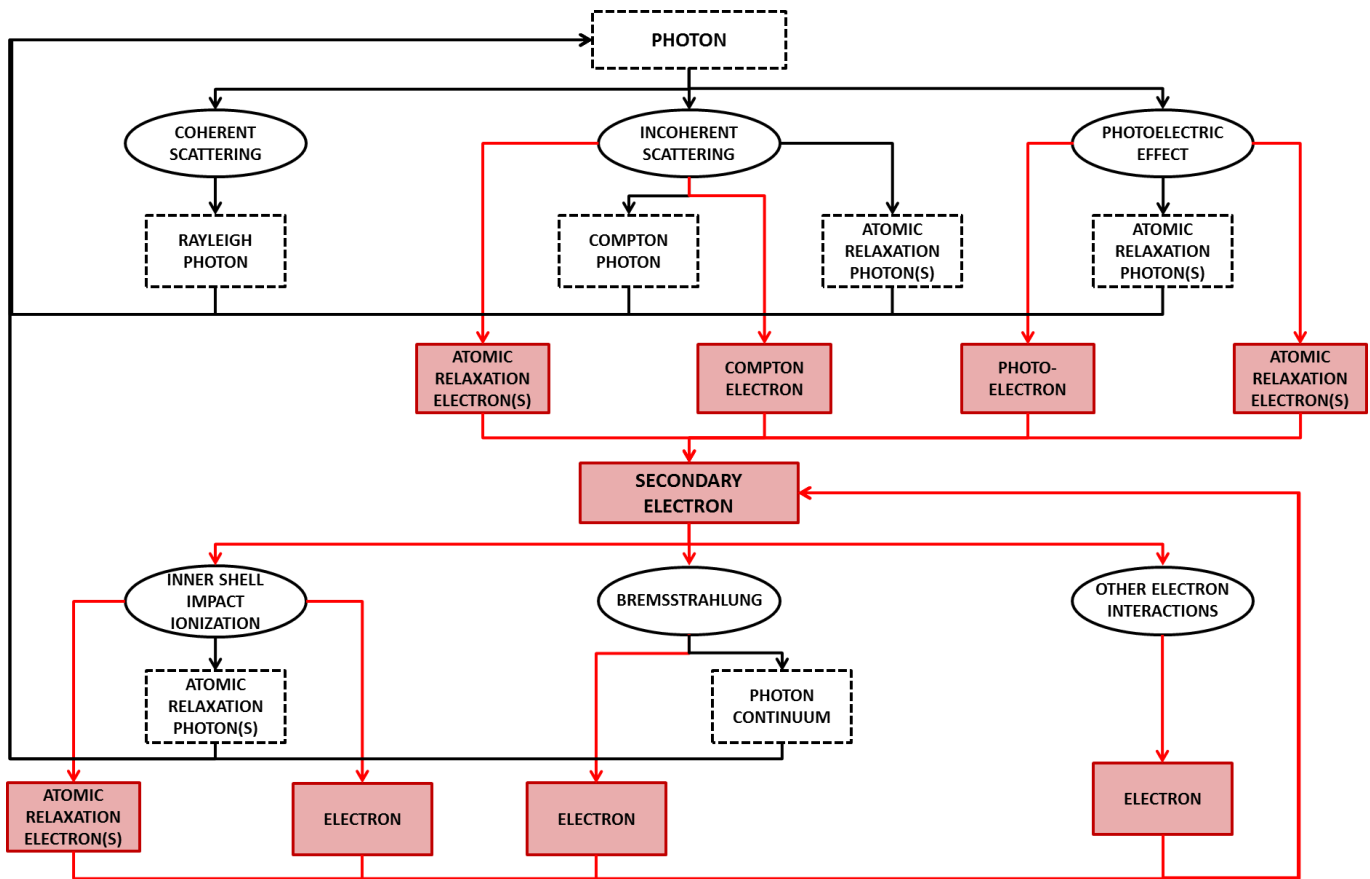 PHOTON
COHERENT
SCATTERING
INCOHERENT
SCATTERING
PHOTOELECTRIC
EFFECT
RAYLEIGH
PHOTON
COMPTON
PHOTON
ATOMIC
RELAXATION
PHOTON(S)
ATOMIC
RELAXATION
PHOTON(S)
ATOMIC
RELAXATION
ELECTRON(S)
COMPTON
ELECTRON
PHOTO-
ELECTRON
ATOMIC
RELAXATION
ELECTRON(S)
SECONDARY
ELECTRON
INNER SHELL
IMPACT
IONIZATION
BREMSSTRAHLUNG
OTHER ELECTRON
INTERACTIONS
ATOMIC
RELAXATION
PHOTON(S)
PHOTON
CONTINUUM
ATOMIC
RELAXATION
ELECTRON(S)
ELECTRON
ELECTRON
ELECTRON